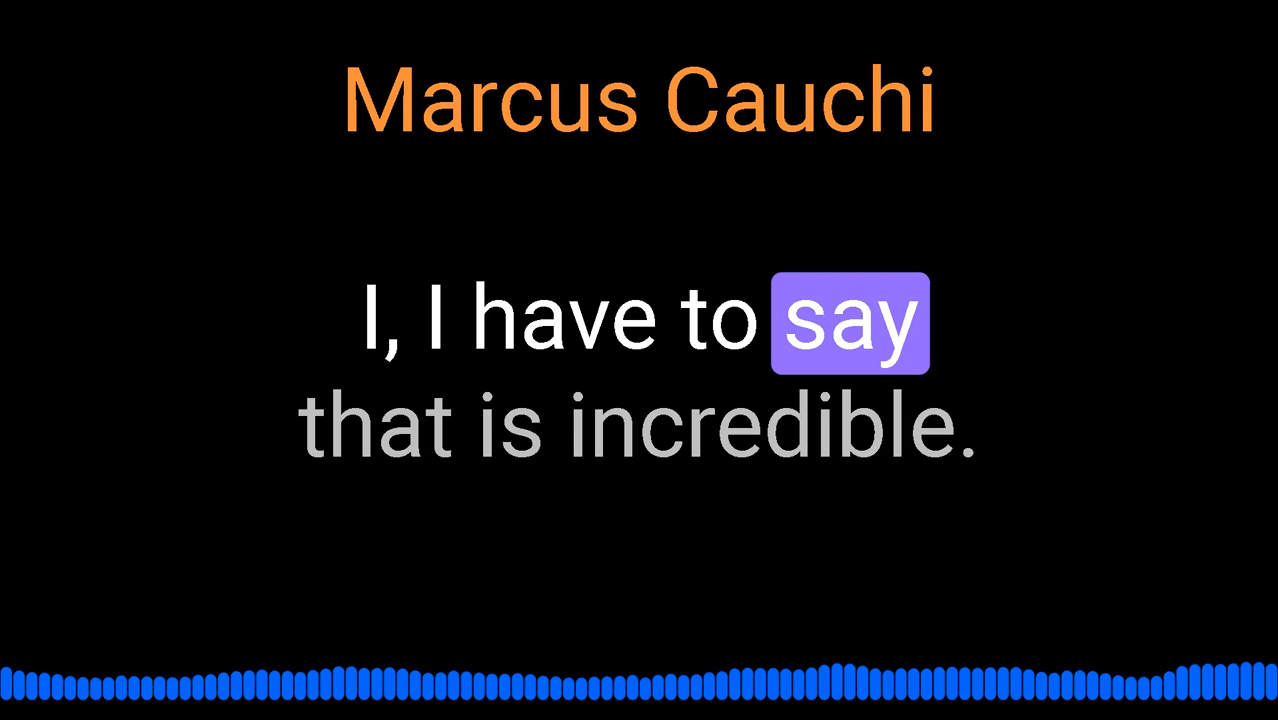 Marcus Cauchi
I, I have to say
that is incredible.